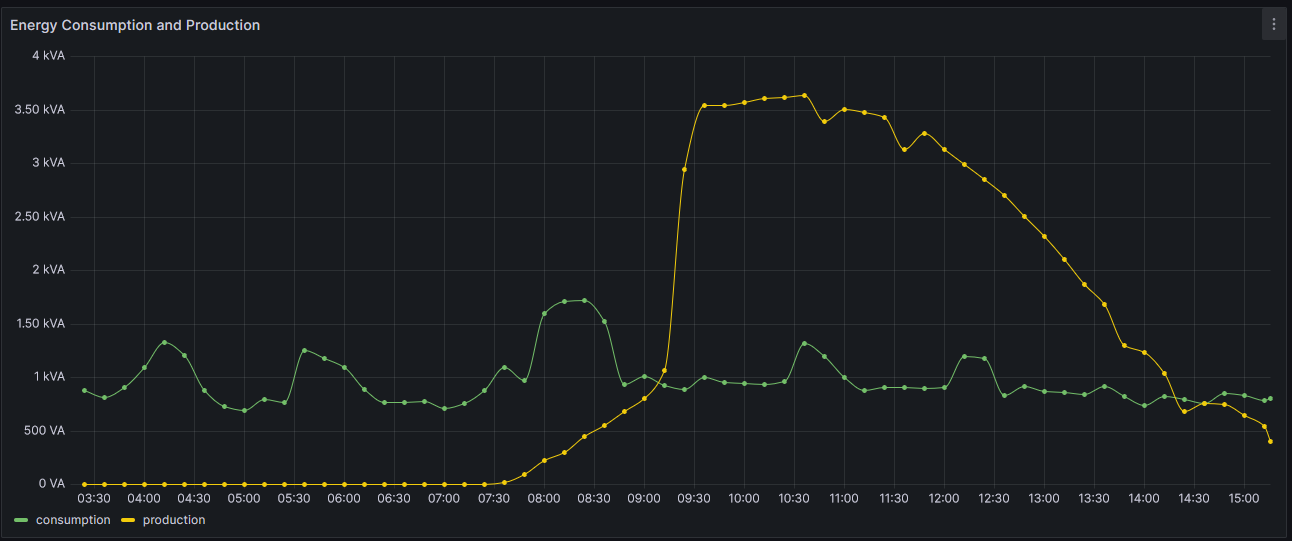 Energy Consumption and Production
4 kVA
3.50 kVA
3 kVA
2.50 kVA
2 kVA
1.50 kVA
1 kVA
500 VA
0 VA
03:30 04:00 04:30 05:00 05:30 06:00 06:30 07:00 07:30 08:00 08:30 09:00 09:30 10:00 10:30 11:00 11:30 12:00 12:30 13:00 13:30 14:00 14:30 15:00
consumption production